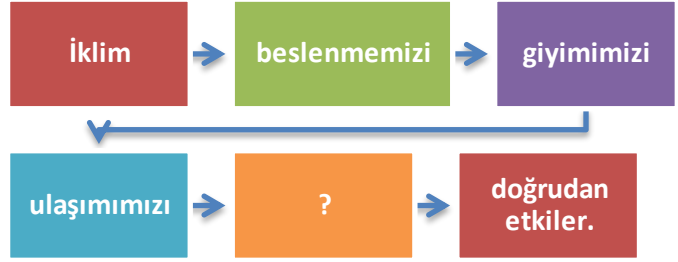 İklim
beslenmemizi
giyimimizi
ulaşımımızı
?
doğrudan
etkiler.